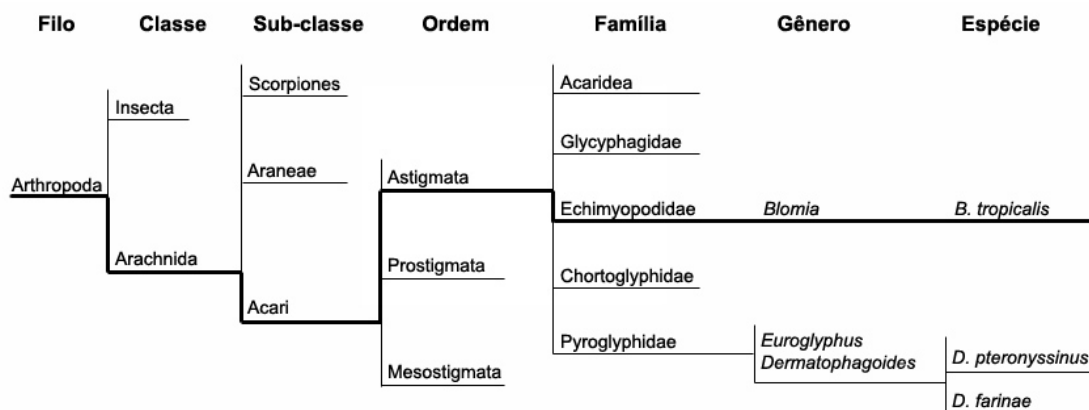 Filo Classe Sub-classe Ordem Família Gênero Espécie
Scorpiones
Acaridea
Insecta
Glycyphagidae
Araneae
Astigmata
Arthropoda
Echimyopodidae Blomia B. tropicalis
Arachnida
Prostigmata
Chortoglyphidae
Acari
Pyroglyphidae
Euroglyphus
Dermatophagoides
D. pteronyssinus
Mesostigmata
D. farinae